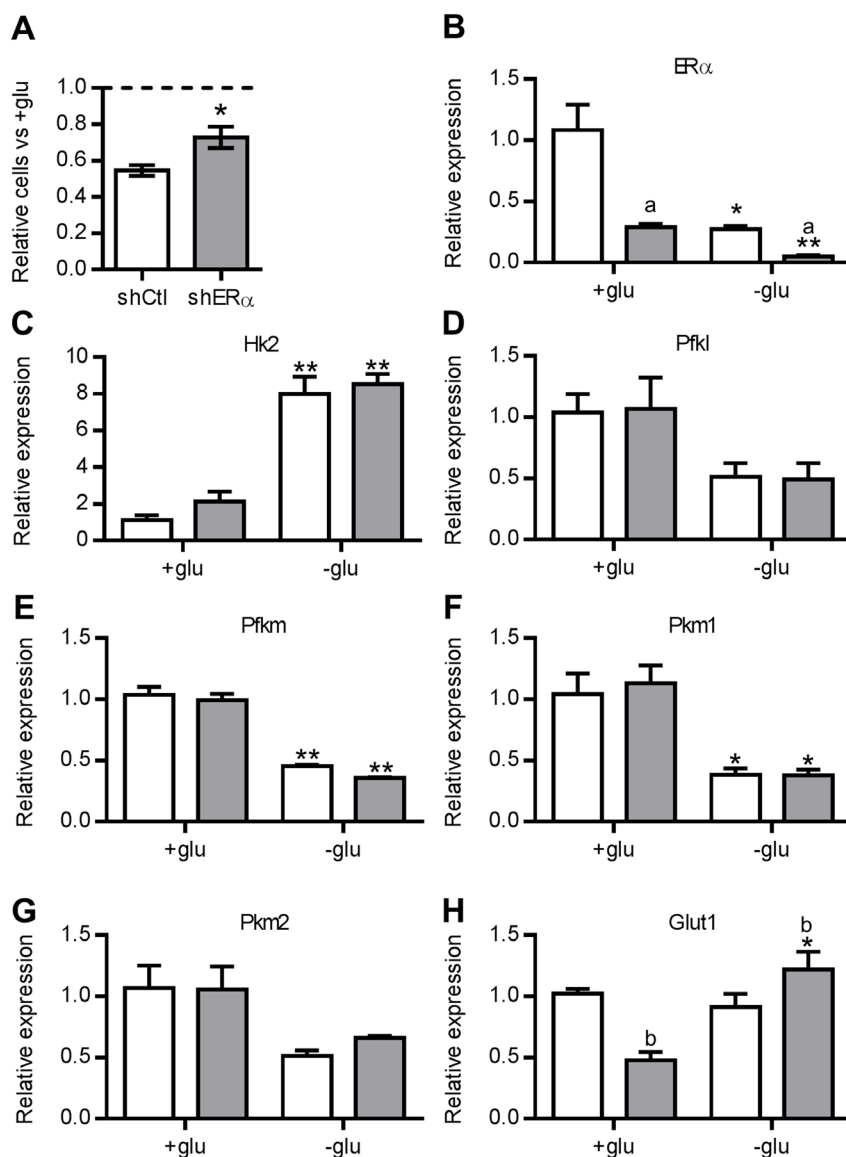 A
Relative cells vs +glu
1.0
0.8
0.6
0.4
0.2
0.0
*
shCtl
shERα
B
ERα
Relative expression
1.5
1.0
0.5
0.0
a
*
a
**
+glu
-glu
C
Hk2
Relative expression
10
8
6
4
2
0
**
**
+glu
-glu
D
Pfkl
Relative expression
1.5
1.0
0.5
0.0
+glu
-glu
E
Pfkm
Relative expression
1.5
1.0
0.5
0.0
**
**
+glu
-glu
F
Pkm1
Relative expression
1.5
1.0
0.5
0.0
*
*
+glu
-glu
G
Pkm2
Relative expression
1.5
1.0
0.5
0.0
+glu
-glu
H
Glut1
Relative expression
1.5
1.0
0.5
0.0
b
b
*
+glu
-glu